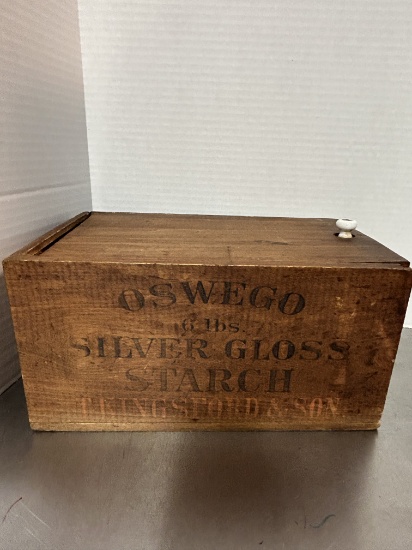 OSWEGO
6 lbs.
SILVER GLOSS
STARCH
KINGSFORD & SON